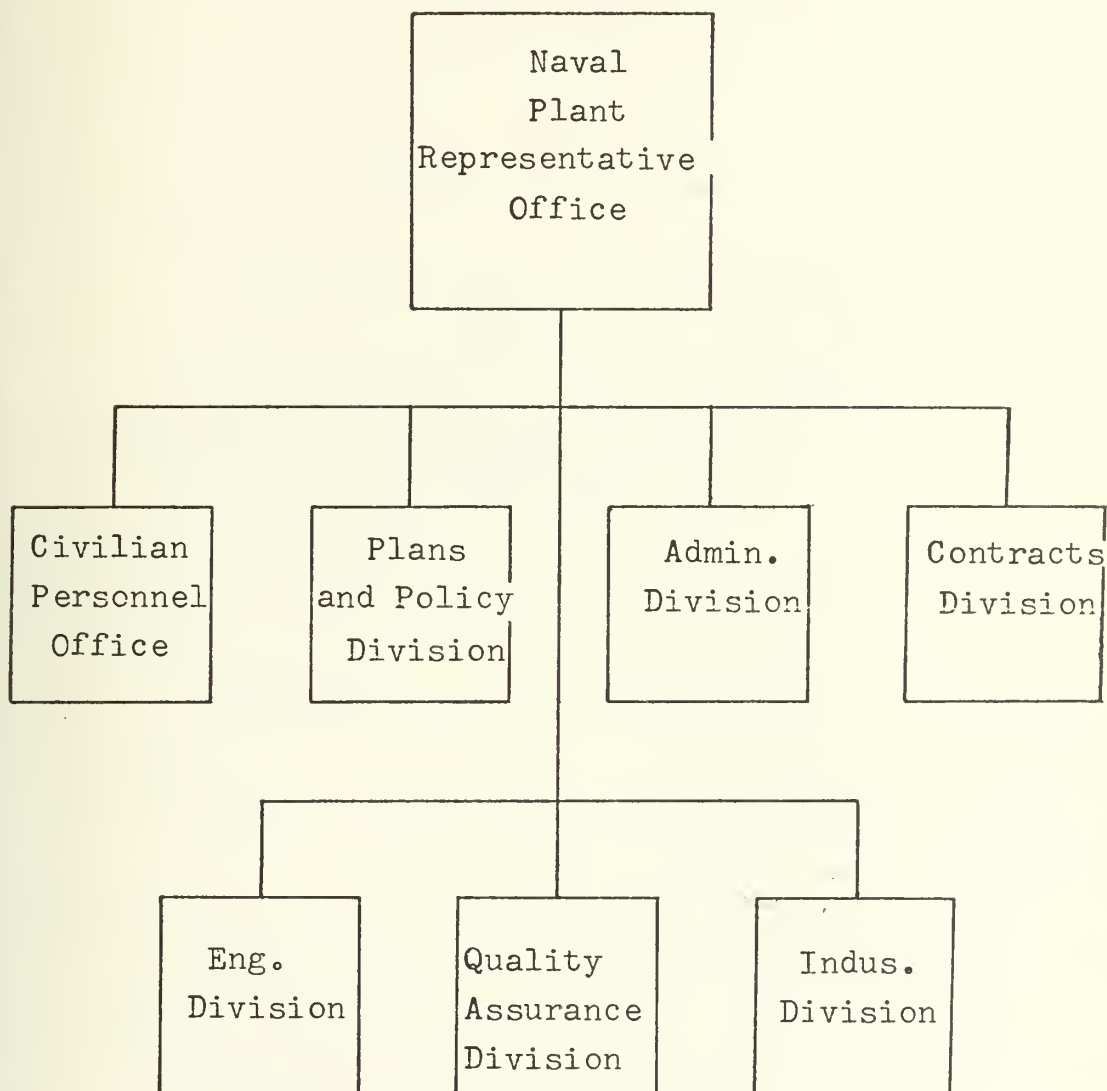 Naval
Plant
Representative
Office
Civilian
Personnel
Office
Plans
and Policy
Division
Admin.
Division
Contracts
Division
Eng.
Division
Quality
Assurance
Division
Indus.
Division